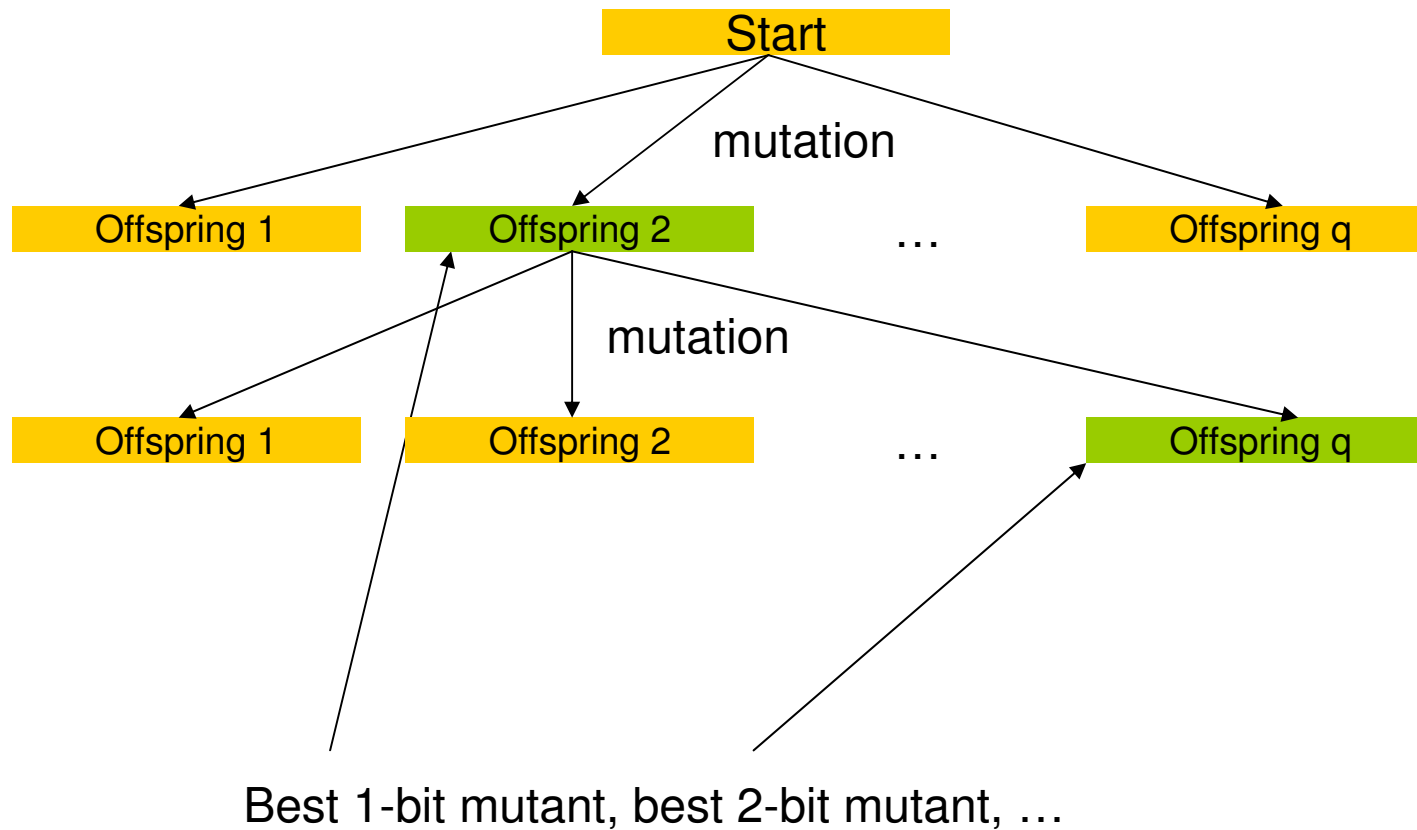 Start
mutation
Offspring 1
Offspring 2
…
Offspring q
mutation
Offspring 1
Offspring 2
…
Offspring q
Best 1-bit mutant, best 2-bit mutant, …